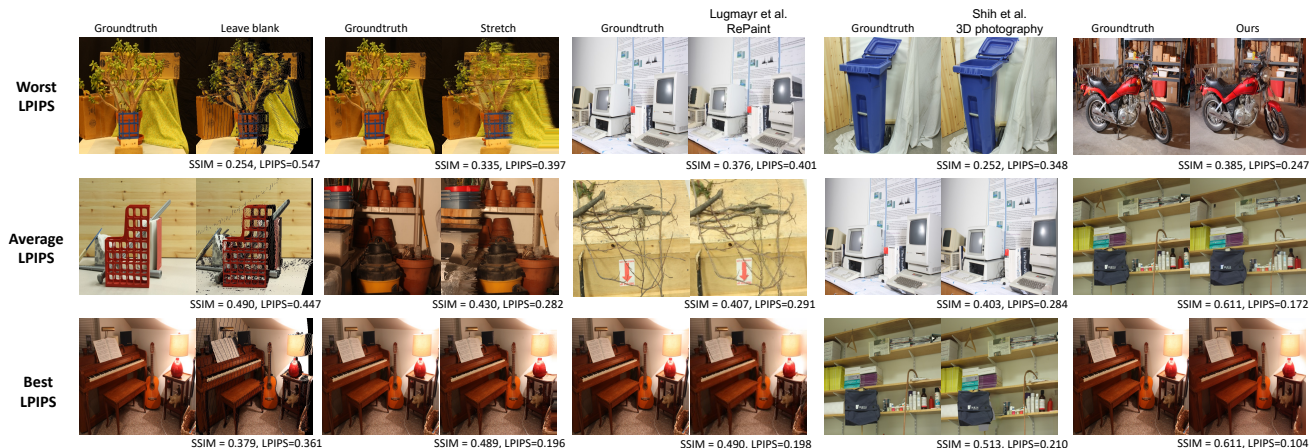 Groundtruth Leave blank Groundtruth Stretch Groundtruth Lugmayr et al. RePaint Groundtruth Shih et al. 3D photography Groundtruth Ours
Worst LPIPS
SSIM = 0.254, LPIPS=0.547 SSIM = 0.335, LPIPS=0.397 SSIM = 0.376, LPIPS=0.401 SSIM = 0.252, LPIPS=0.348 SSIM = 0.385, LPIPS=0.247
Average LPIPS
SSIM = 0.490, LPIPS=0.447 SSIM = 0.430, LPIPS=0.282 SSIM = 0.407, LPIPS=0.291 SSIM = 0.403, LPIPS=0.284 SSIM = 0.611, LPIPS=0.172
Best LPIPS
SSIM = 0.379, LPIPS=0.361 SSIM = 0.489, LPIPS=0.196 SSIM = 0.490, LPIPS=0.198 SSIM = 0.513, LPIPS=0.210 SSIM = 0.611, LPIPS=0.104